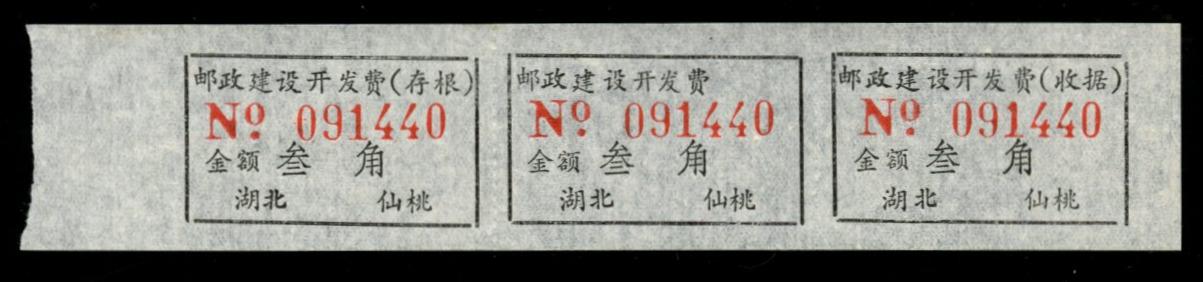 邮政建设开发费(存根)
Nº 091440
金额 叁 角
湖北 仙桃
邮政建设开发费
Nº 091440
金额 叁 角
湖北 仙桃
邮政建设开发费(收据)
Nº 091440
金额 叁 角
湖北 仙桃